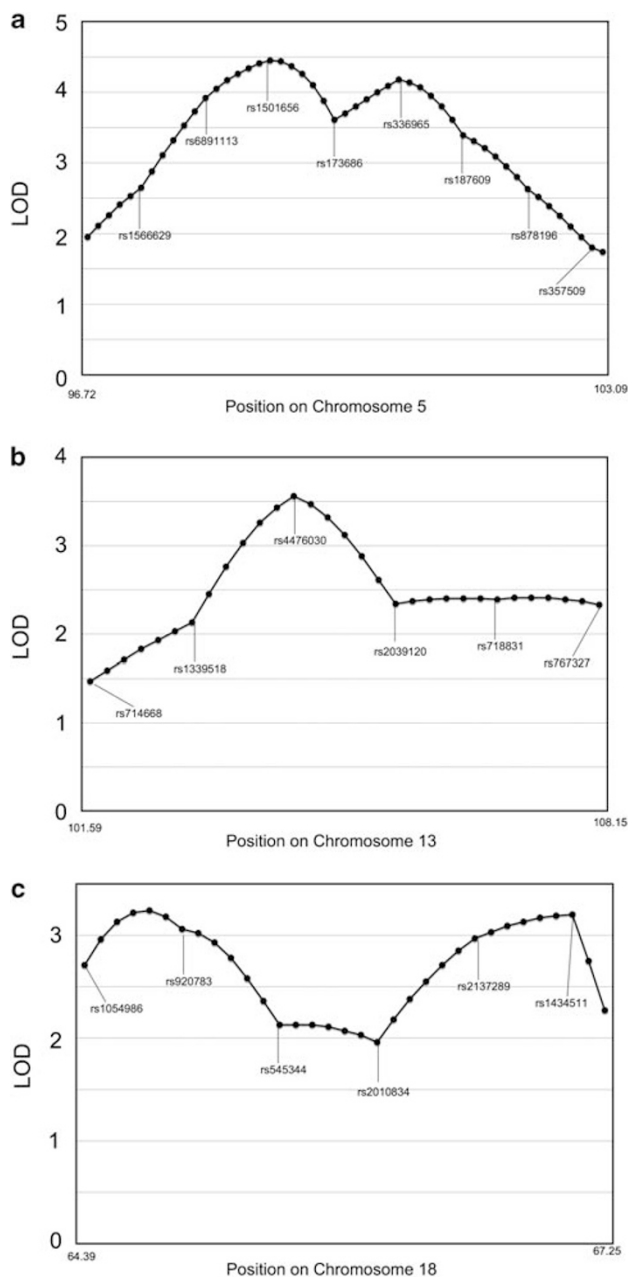 a
5
4
3
2
1
0
LOD
rs1501656
rs6891113
rs336965
rs173686
rs187609
rs1566629
rs878196
rs357509
96.72
103.09
Position on Chromosome 5
b
4
3
2
1
0
LOD
rs4476030
rs2039120
rs718831
rs767327
rs1339518
rs714668
101.59
108.15
Position on Chromosome 13
c
3
2
1
0
LOD
rs920783
rs2137289
rs1054986
rs1434511
rs545344
rs2010834
64.39
67.25
Position on Chromosome 18